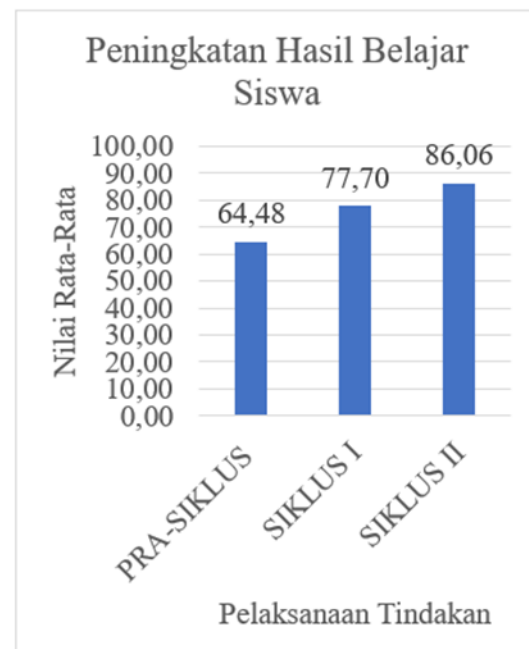 Peningkatan Hasil Belajar
Siswa
Nilai Rata-Rata
100,00
90,00
80,00
70,00
60,00
50,00
40,00
30,00
20,00
10,00
0,00
64,48
77,70
86,06
PRA-SIKLUS
SIKLUS I
SIKLUS II
Pelaksanaan Tindakan